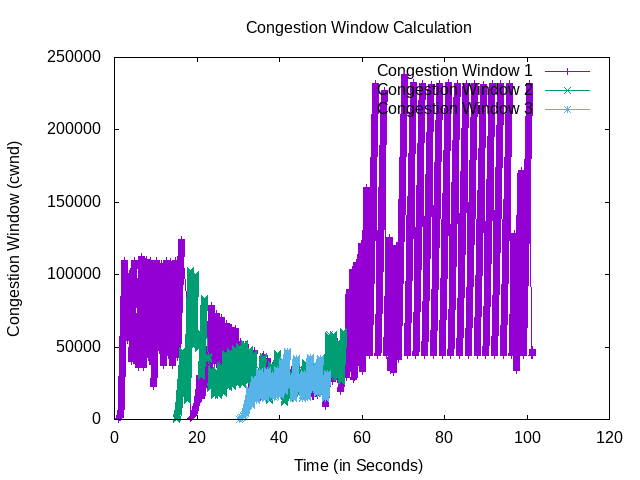 Congestion Window Calculation
250000
200000
150000
100000
50000
0
Congestion Window (cwnd)
Congestion Window 1
Congestion Window 2
Congestion Window 3
0 20 40 60 80 100 120
Time (in Seconds)